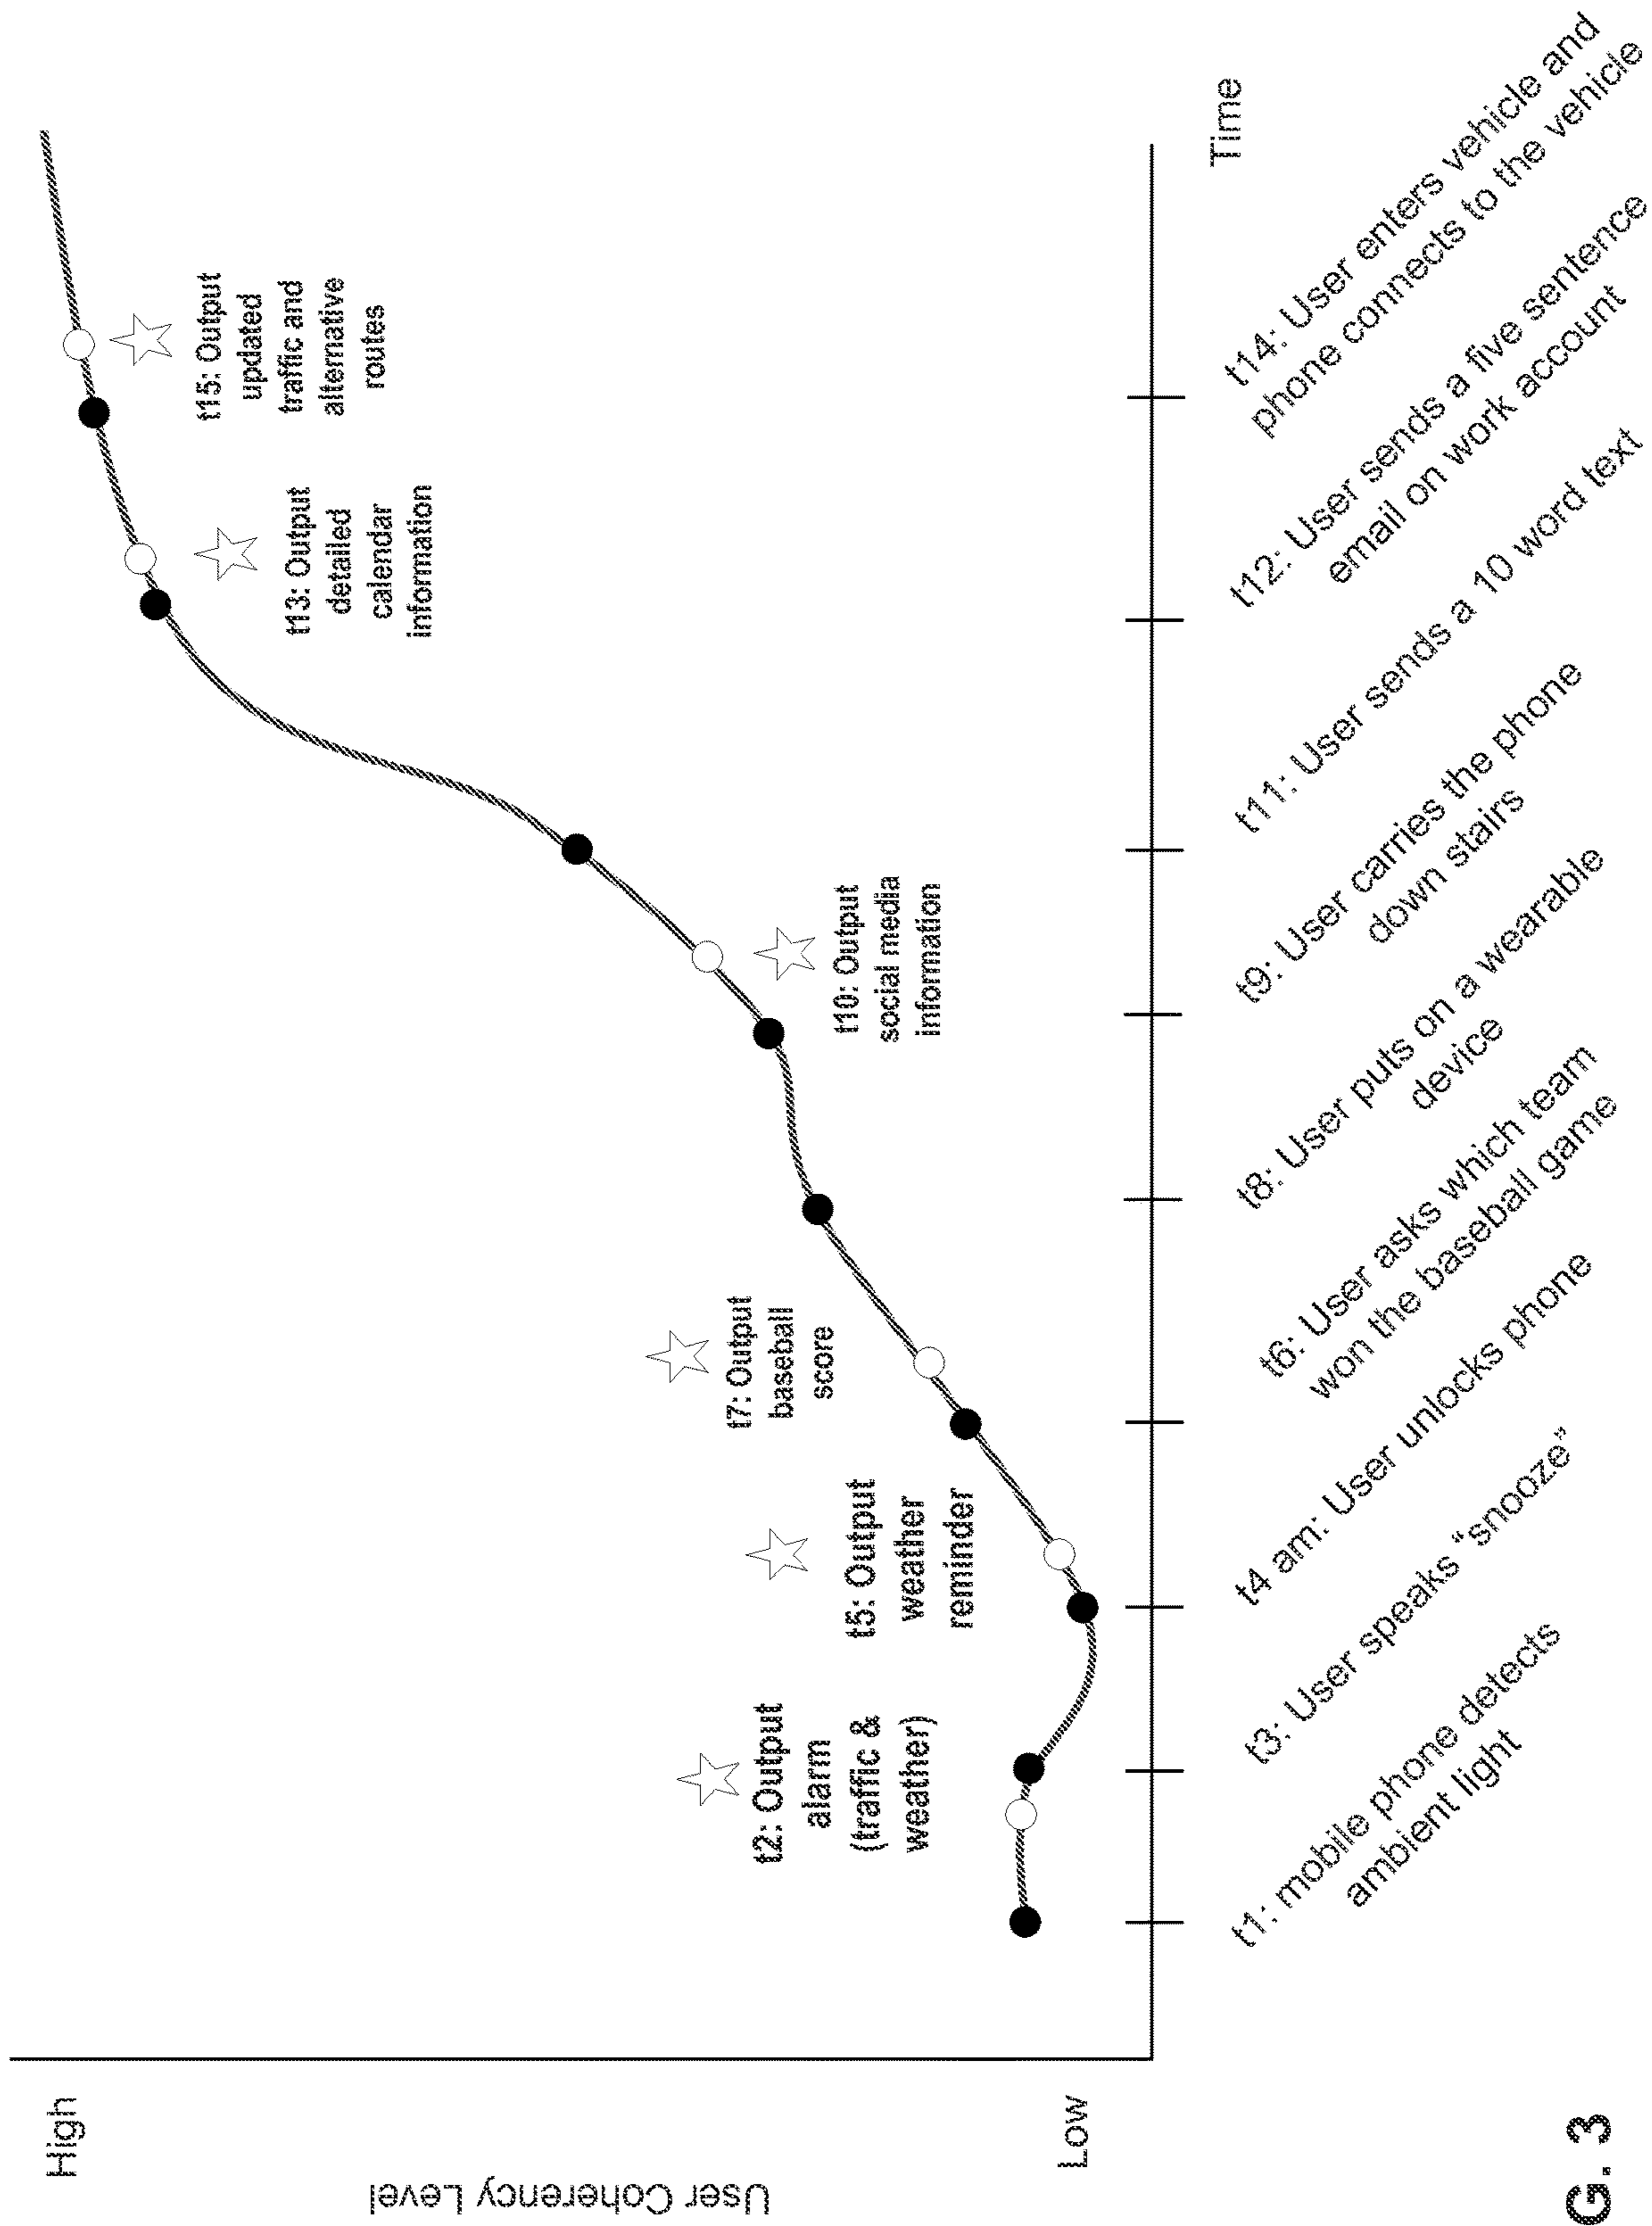 High
User Coherency Level
Low
t2: Output
alarm
(traffic &
weather)
t5: Output
weather
reminder
t7: Output
baseball
score
t10: Output
social media
information
t13: Output
detailed
calendar
information
t15: Output
updated
traffic and
alternative
routes
Time
t1: mobile phone detects
ambient light
t3: User speaks “snooze”
t4 am: User unlocks phone
t6: User asks which team
won the baseball game
t8: User puts on a wearable
device
t9: User carries the phone
down stairs
t11: User sends a 10 word text
t12: User sends a five sentence
email on work account
t14: User enters vehicle and
phone connects to the vehicle
G. 3